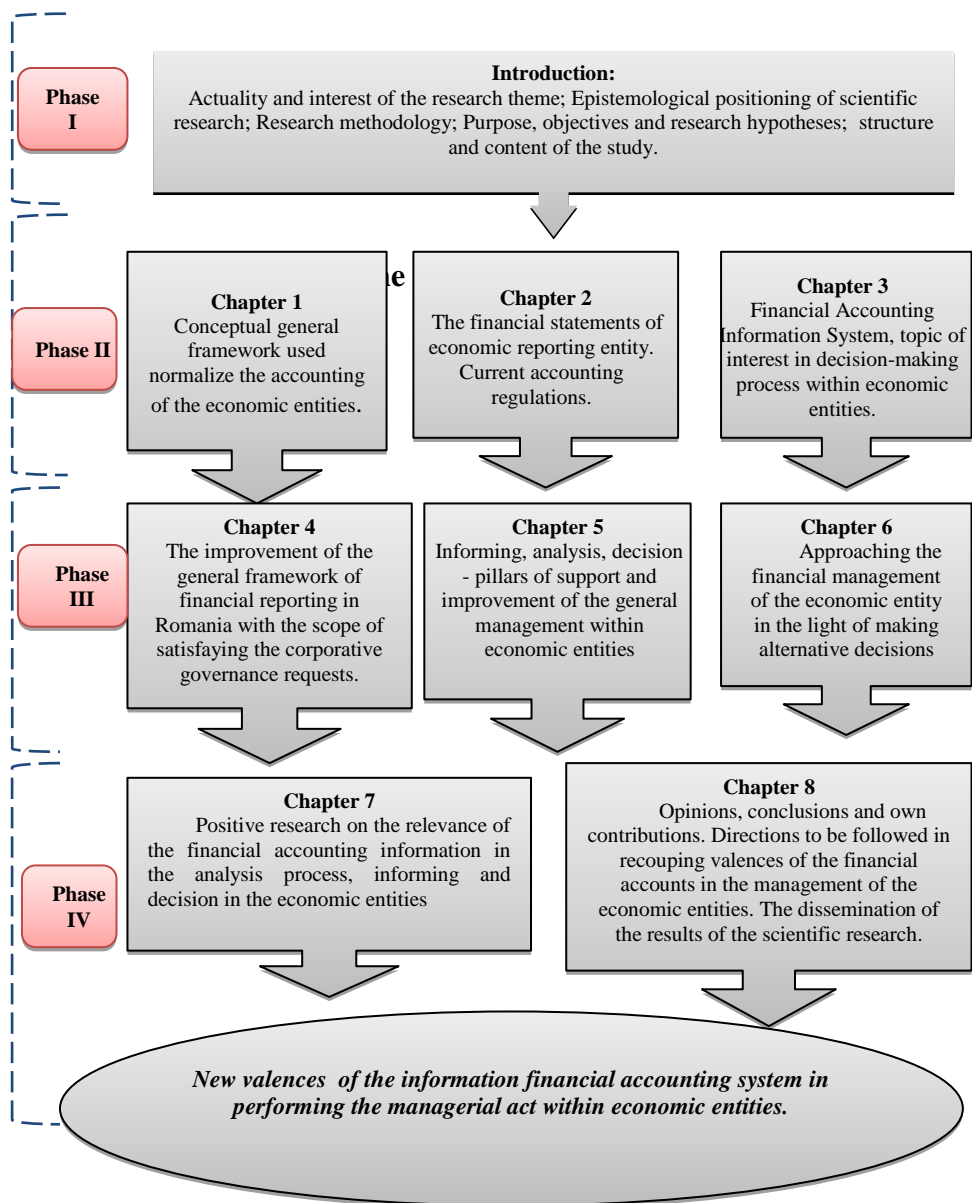 Phase
I
Introduction:
Actuality and interest of the research theme; Epistemological positioning of scientific
research; Research methodology; Purpose, objectives and research hypotheses; structure
and content of the study.
Phase II
Chapter 1
Conceptual general
framework used
normalize the accounting
of the economic entities.
Chapter 2
The financial statements of
economic reporting entity.
Current accounting
regulations.
Chapter 3
Financial Accounting
Information System, topic of
interest in decision-making
process within economic
entities.
Phase
III
Chapter 4
The improvement of the
general framework of
financial reporting in
Romania with the scope of
satisfaying the corporative
governance requests.
Chapter 5
Informing, analysis, decision
- pillars of support and
improvement of the general
management within
economic entities
Chapter 6
Approaching the
financial management
of the economic entity
in the light of making
alternative decisions
Phase
IV
Chapter 7
Positive research on the relevance of
the financial accounting information in
the analysis process, informing and
decision in the economic entities
Chapter 8
Opinions, conclusions and own
contributions. Directions to be followed in
recouping valences of the financial
accounts in the management of the
economic entities. The dissemination of
the results of the scientific research.
New valences of the information financial accounting system in
performing the managerial act within economic entities.